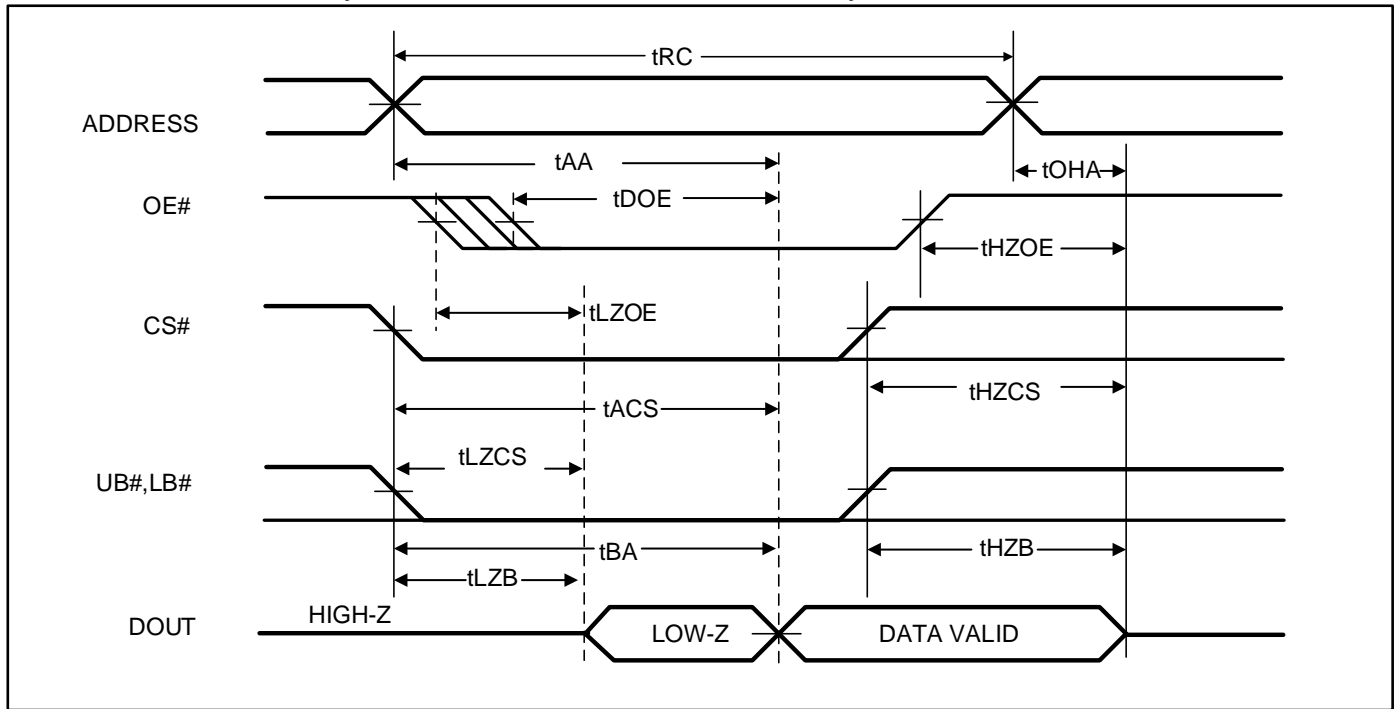 tRC
ADDRESS
tAA
tOHA
OE#
tDOE
tHZOE
tLZOE
CS#
tHZCS
tACS
tLZCS
UB#,LB#
tBA
tHZB
tLZB
HIGH-Z
DOUT
LOW-Z
DATA VALID